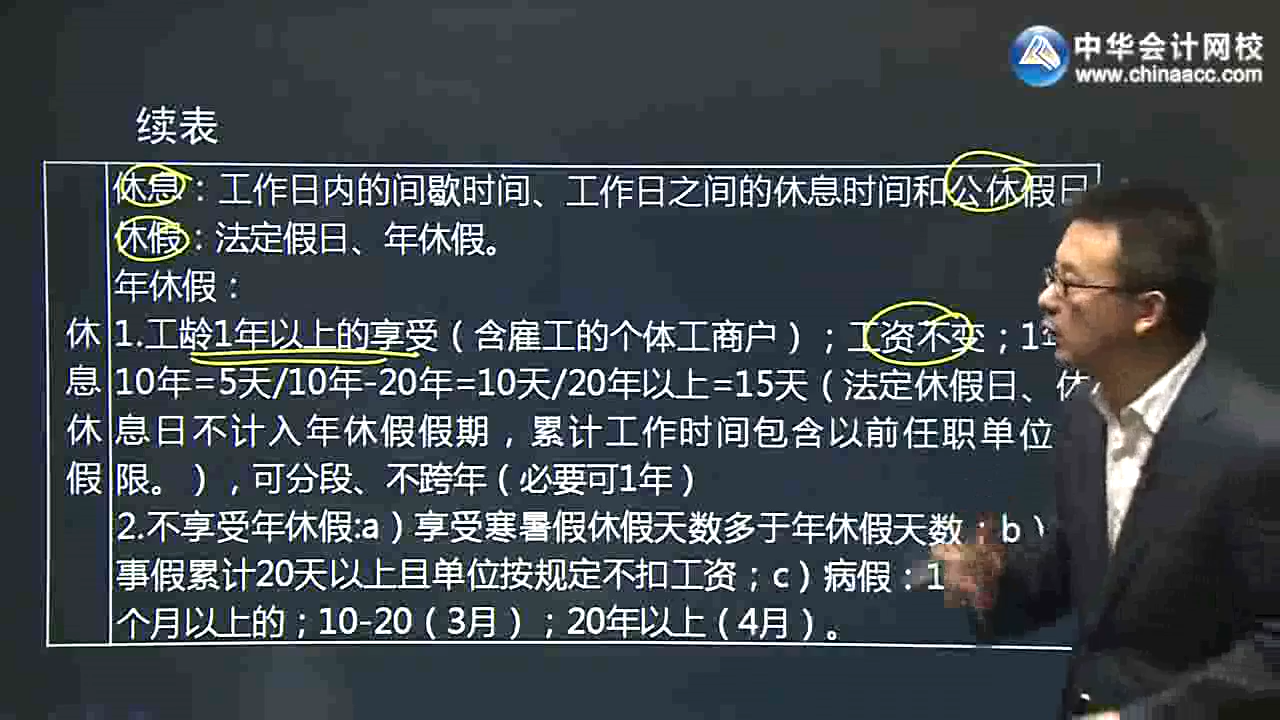 中华会计网校
www.chinaacc.com
续表
休息休假
休息：工作日内的间歇时间、工作日之间的休息时间和公休假日
休假：法定假日、年休假。
年休假：
1.工龄1年以上的享受（含雇工的个体工商户）；工资不变；1年
10年=5天/10年-20年=10天/20年以上=15天（法定休假日、休
息日不计入年休假假期，累计工作时间包含以前任职单位
限。），可分段、不跨年（必要可1年）
2.不享受年休假:a）享受寒暑假休假天数多于年休假天数；b）
事假累计20天以上且单位按规定不扣工资；c）病假：1
个月以上的；10-20（3月）；20年以上（4月）。